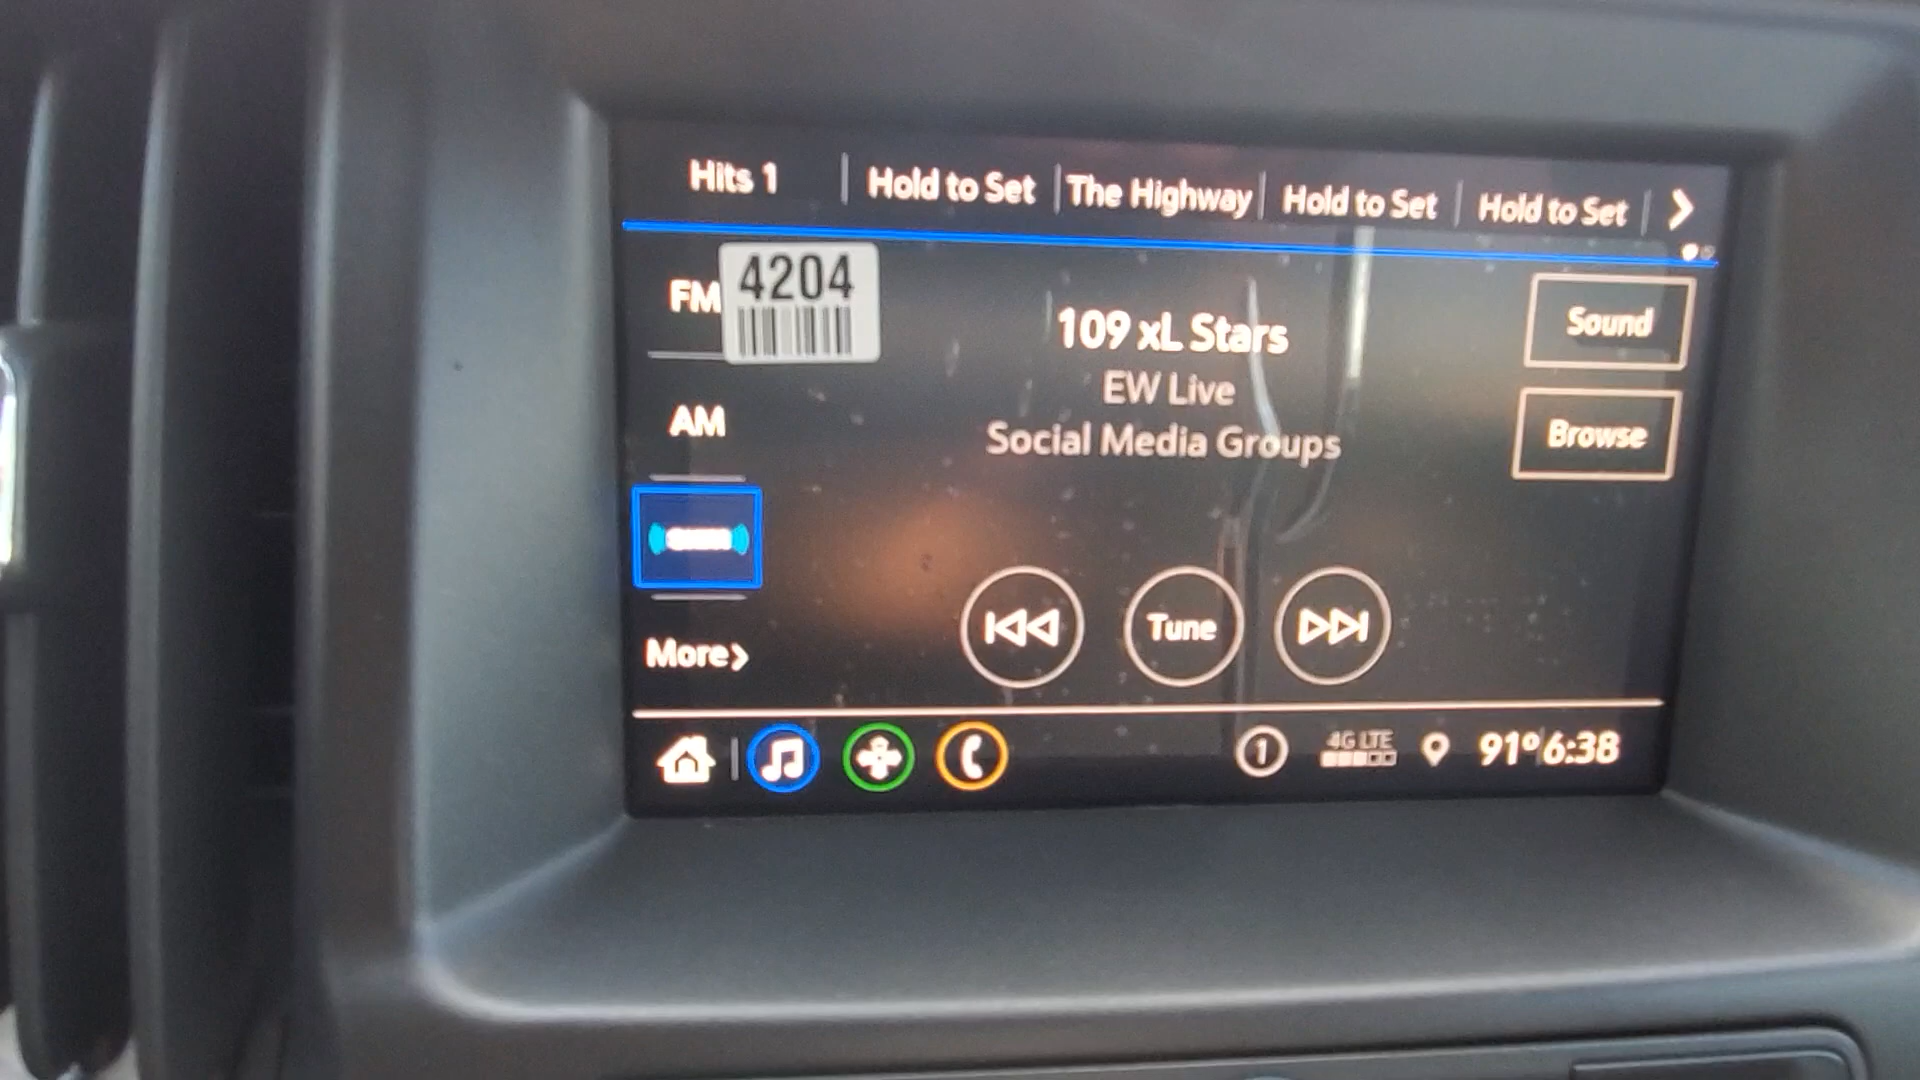 Hits 1
Hold to Set
The Highway
Hold to Set
Hold to Set
FM
4204
109 xL Stars
EW Live
Social Media Groups
Sound
Browse
AM
More
Tune
1
4G LTE
91° 6:38